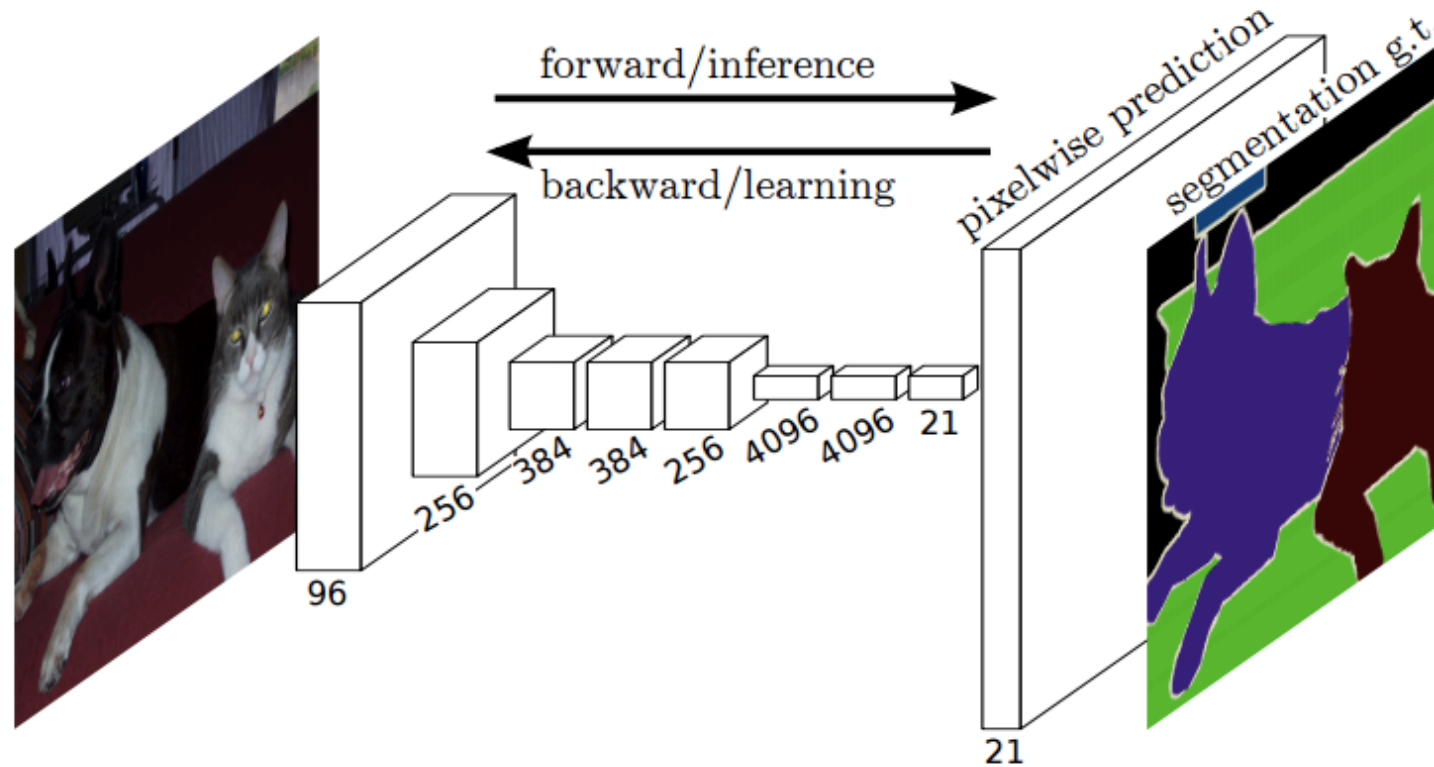 forward/inference
backward/learning
pixelwise prediction
segmentation g.t.
96
256
384
384
256
4096
4096
21
21